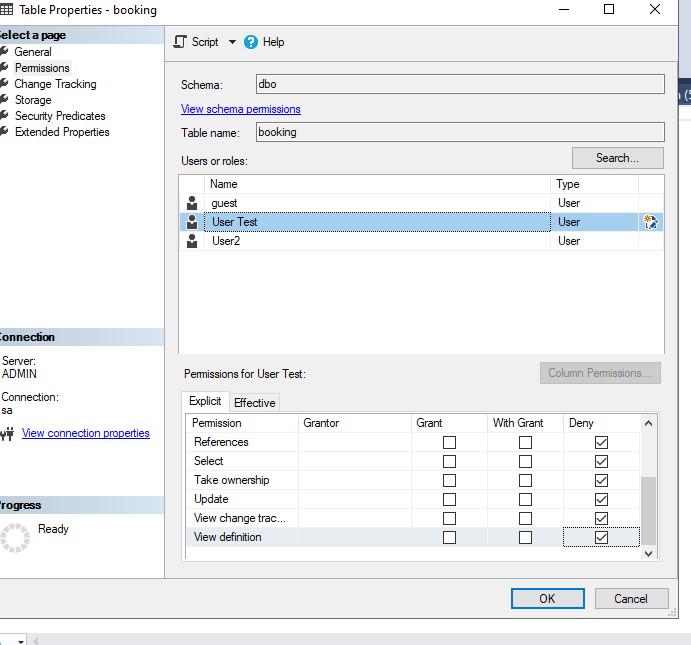 Table Properties - booking
elect a page
General
Permissions
Change Tracking
Storage
Security Predicates
Extended Properties
Script
Help
Schema:
dbo
View schema permissions
Table name:
booking
Users or roles:
Search...
Name Type
guest User
User Test User
User2 User
onnection
Server:
ADMIN
Connection:
sa
View connection properties
rogress
Ready
Permissions for User Test:
Column Permissions...
Explicit Effective
Permission Grantor Grant With Grant Deny
References
Select
Take ownership
Update
View change trac...
View definition
OK Cancel